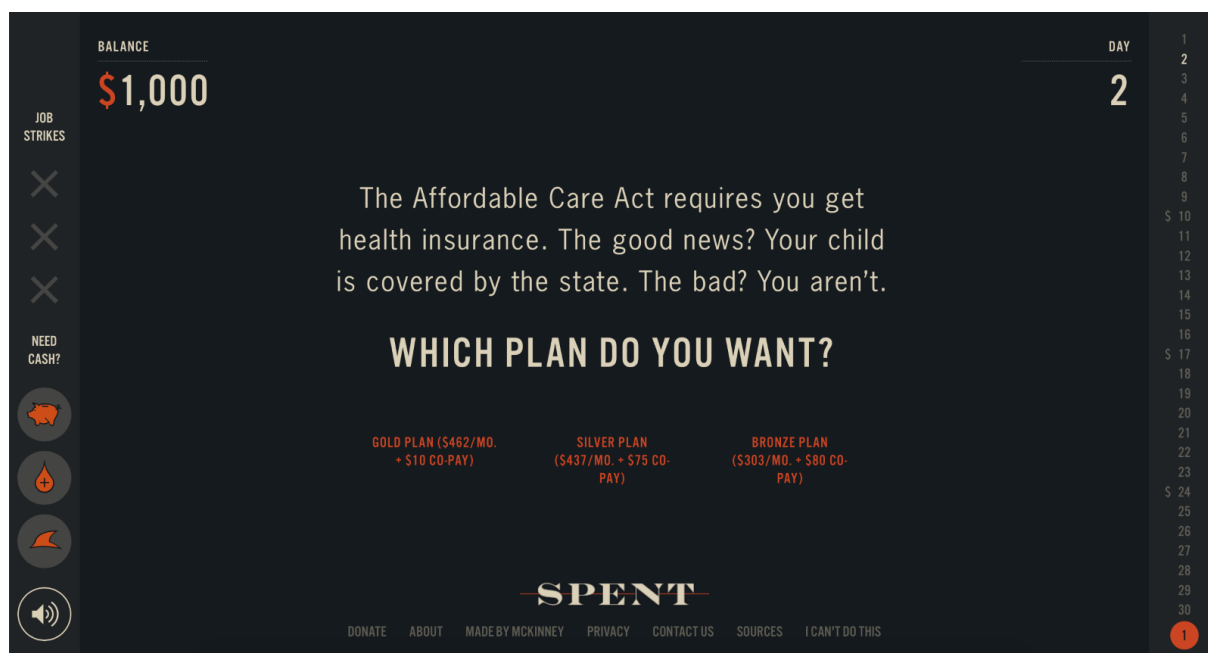 BALANCE
$1,000
DAY
2
JOB
STRIKES
NEED
CASH?
The Affordable Care Act requires you get
health insurance. The good news? Your child
is covered by the state. The bad? You aren't.
WHICH PLAN DO YOU WANT?
GOLD PLAN ($462/MO.
+ $10 CO-PAY)
SILVER PLAN
($437/MO. + $75 CO-
PAY)
BRONZE PLAN
($303/MO. + $80 CO-
PAY)
SPENT
DONATE ABOUT MADE BY MCKINNEY PRIVACY CONTACT US SOURCES I CAN'T DO THIS
1
2
3
4
5
6
7
8
9
$ 10
11
12
13
14
15
16
$ 17
18
19
20
21
22
23
$ 24
25
26
27
28
29
30
1